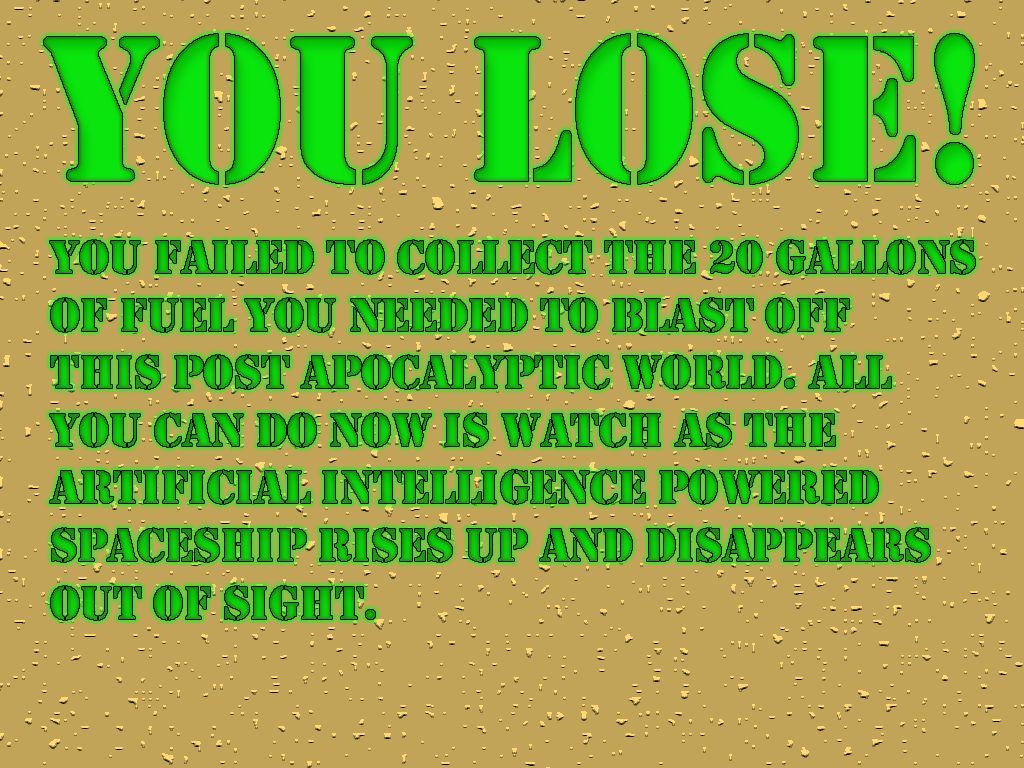 YOU LOSE!
YOU FAILED TO COLLECT THE 20 GALLONS
OF FUEL YOU NEEDED TO BLAST OFF
THIS POST APOCALYPTIC WORLD. ALL
YOU CAN DO NOW IS WATCH AS THE
ARTIFICIAL INTELLIGENCE POWERED
SPACESHIP RISES UP AND DISAPPEARS
OUT OF SIGHT.